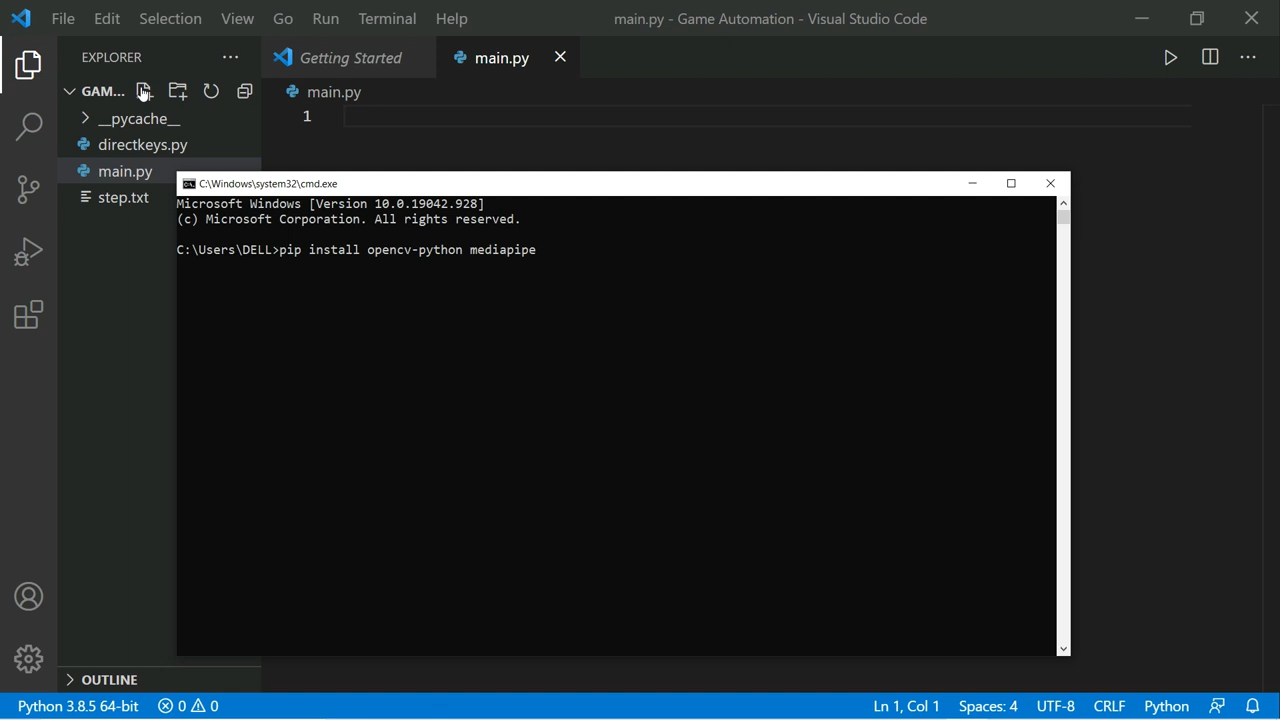 File Edit Selection View Go Run Terminal Help main.py - Game Automation - Visual Studio Code
EXPLORER
Getting Started
main.py
GAM...
main.py
1
__pycache__
directkeys.py
main.py
step.txt
C:\Windows\system32\cmd.exe
Microsoft Windows [Version 10.0.19042.928]
(c) Microsoft Corporation. All rights reserved.
C:\Users\DELL>pip install opencv-python mediapipe
OUTLINE
Python 3.8.5 64-bit 0 0 Ln 1, Col 1 Spaces: 4 UTF-8 CRLF Python